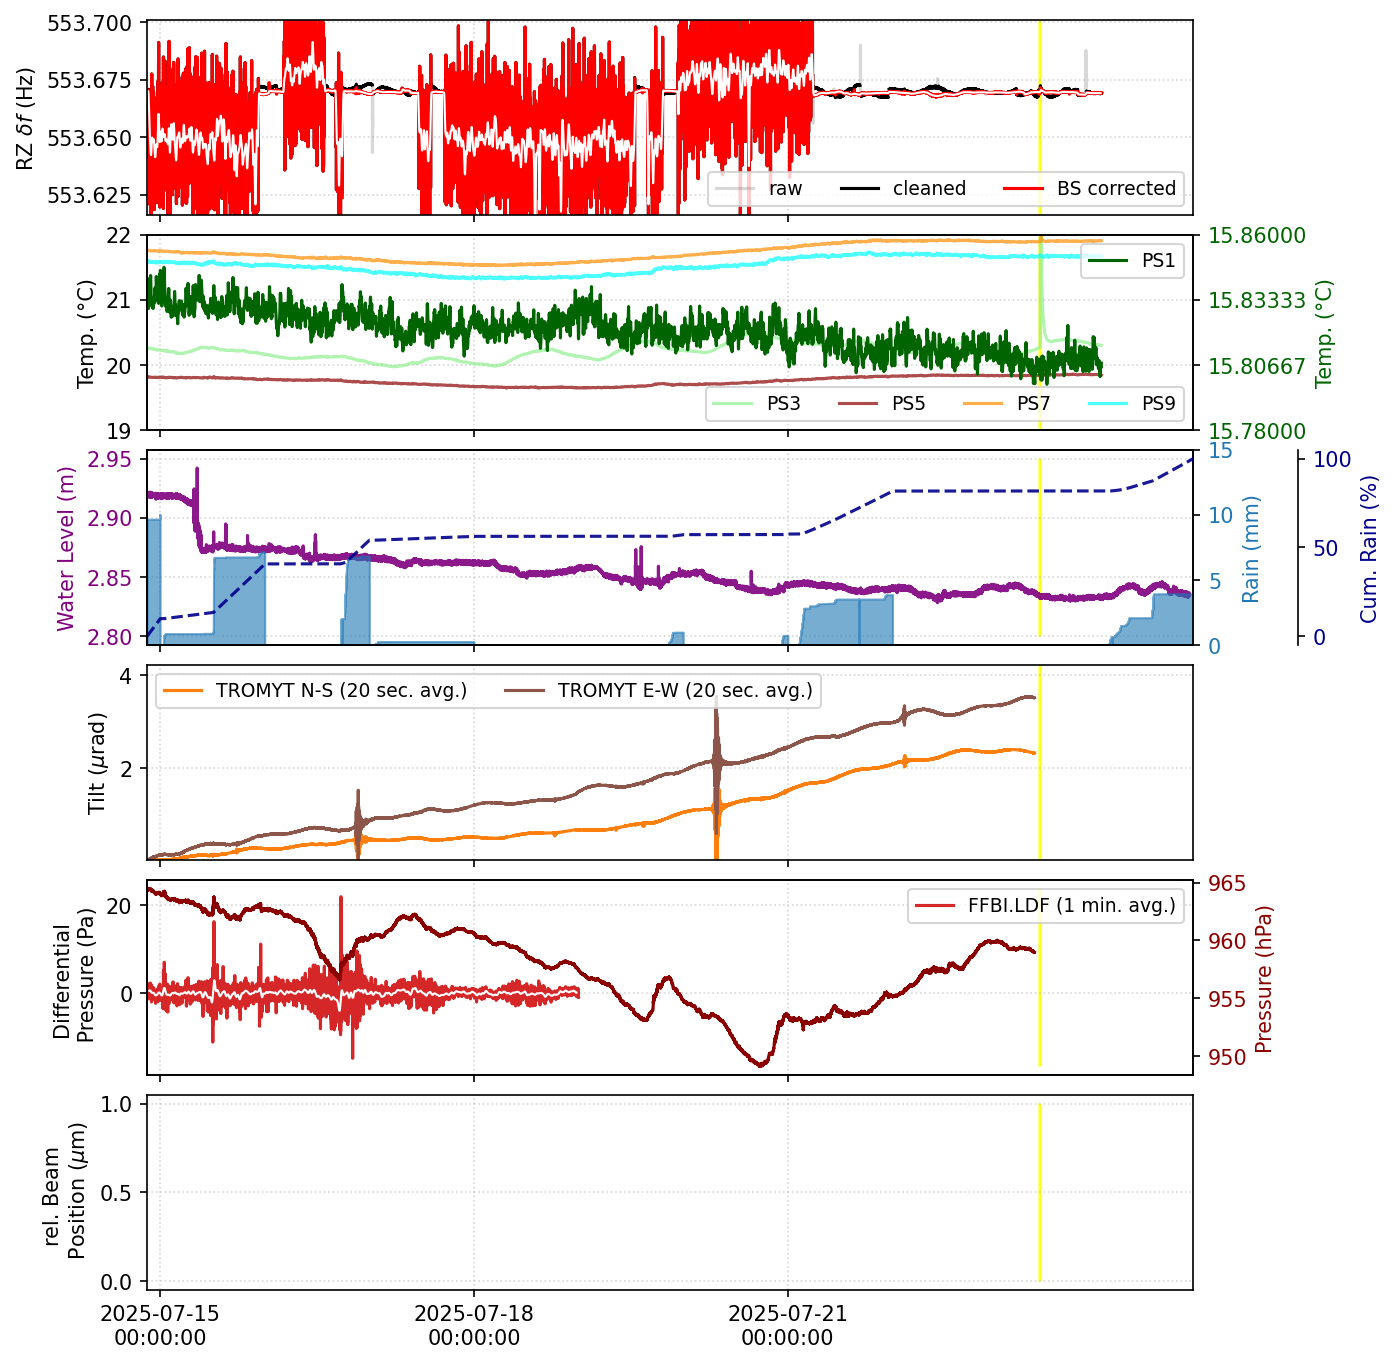 553.700
553.675
553.650
553.625
RZ δf (Hz)
raw cleaned BS corrected
22
21
20
19
Temp. (°C)
15.86000
15.83333
15.80667
15.78000
Temp. (°C)
PS1
PS3 PS5 PS7 PS9
2.95
2.90
2.85
2.80
Water Level (m)
15
10
5
0
Rain (mm)
100
50
0
Cum. Rain (%)
4
2
Tilt (μrad)
TROMYT N-S (20 sec. avg.) TROMYT E-W (20 sec. avg.)
20
0
Differential
Pressure (Pa)
965
960
955
950
Pressure (hPa)
FFBI.LDF (1 min. avg.)
1.0
0.5
0.0
rel. Beam
Position (μm)
2025-07-15 2025-07-18 2025-07-21
00:00:00 00:00:00 00:00:00